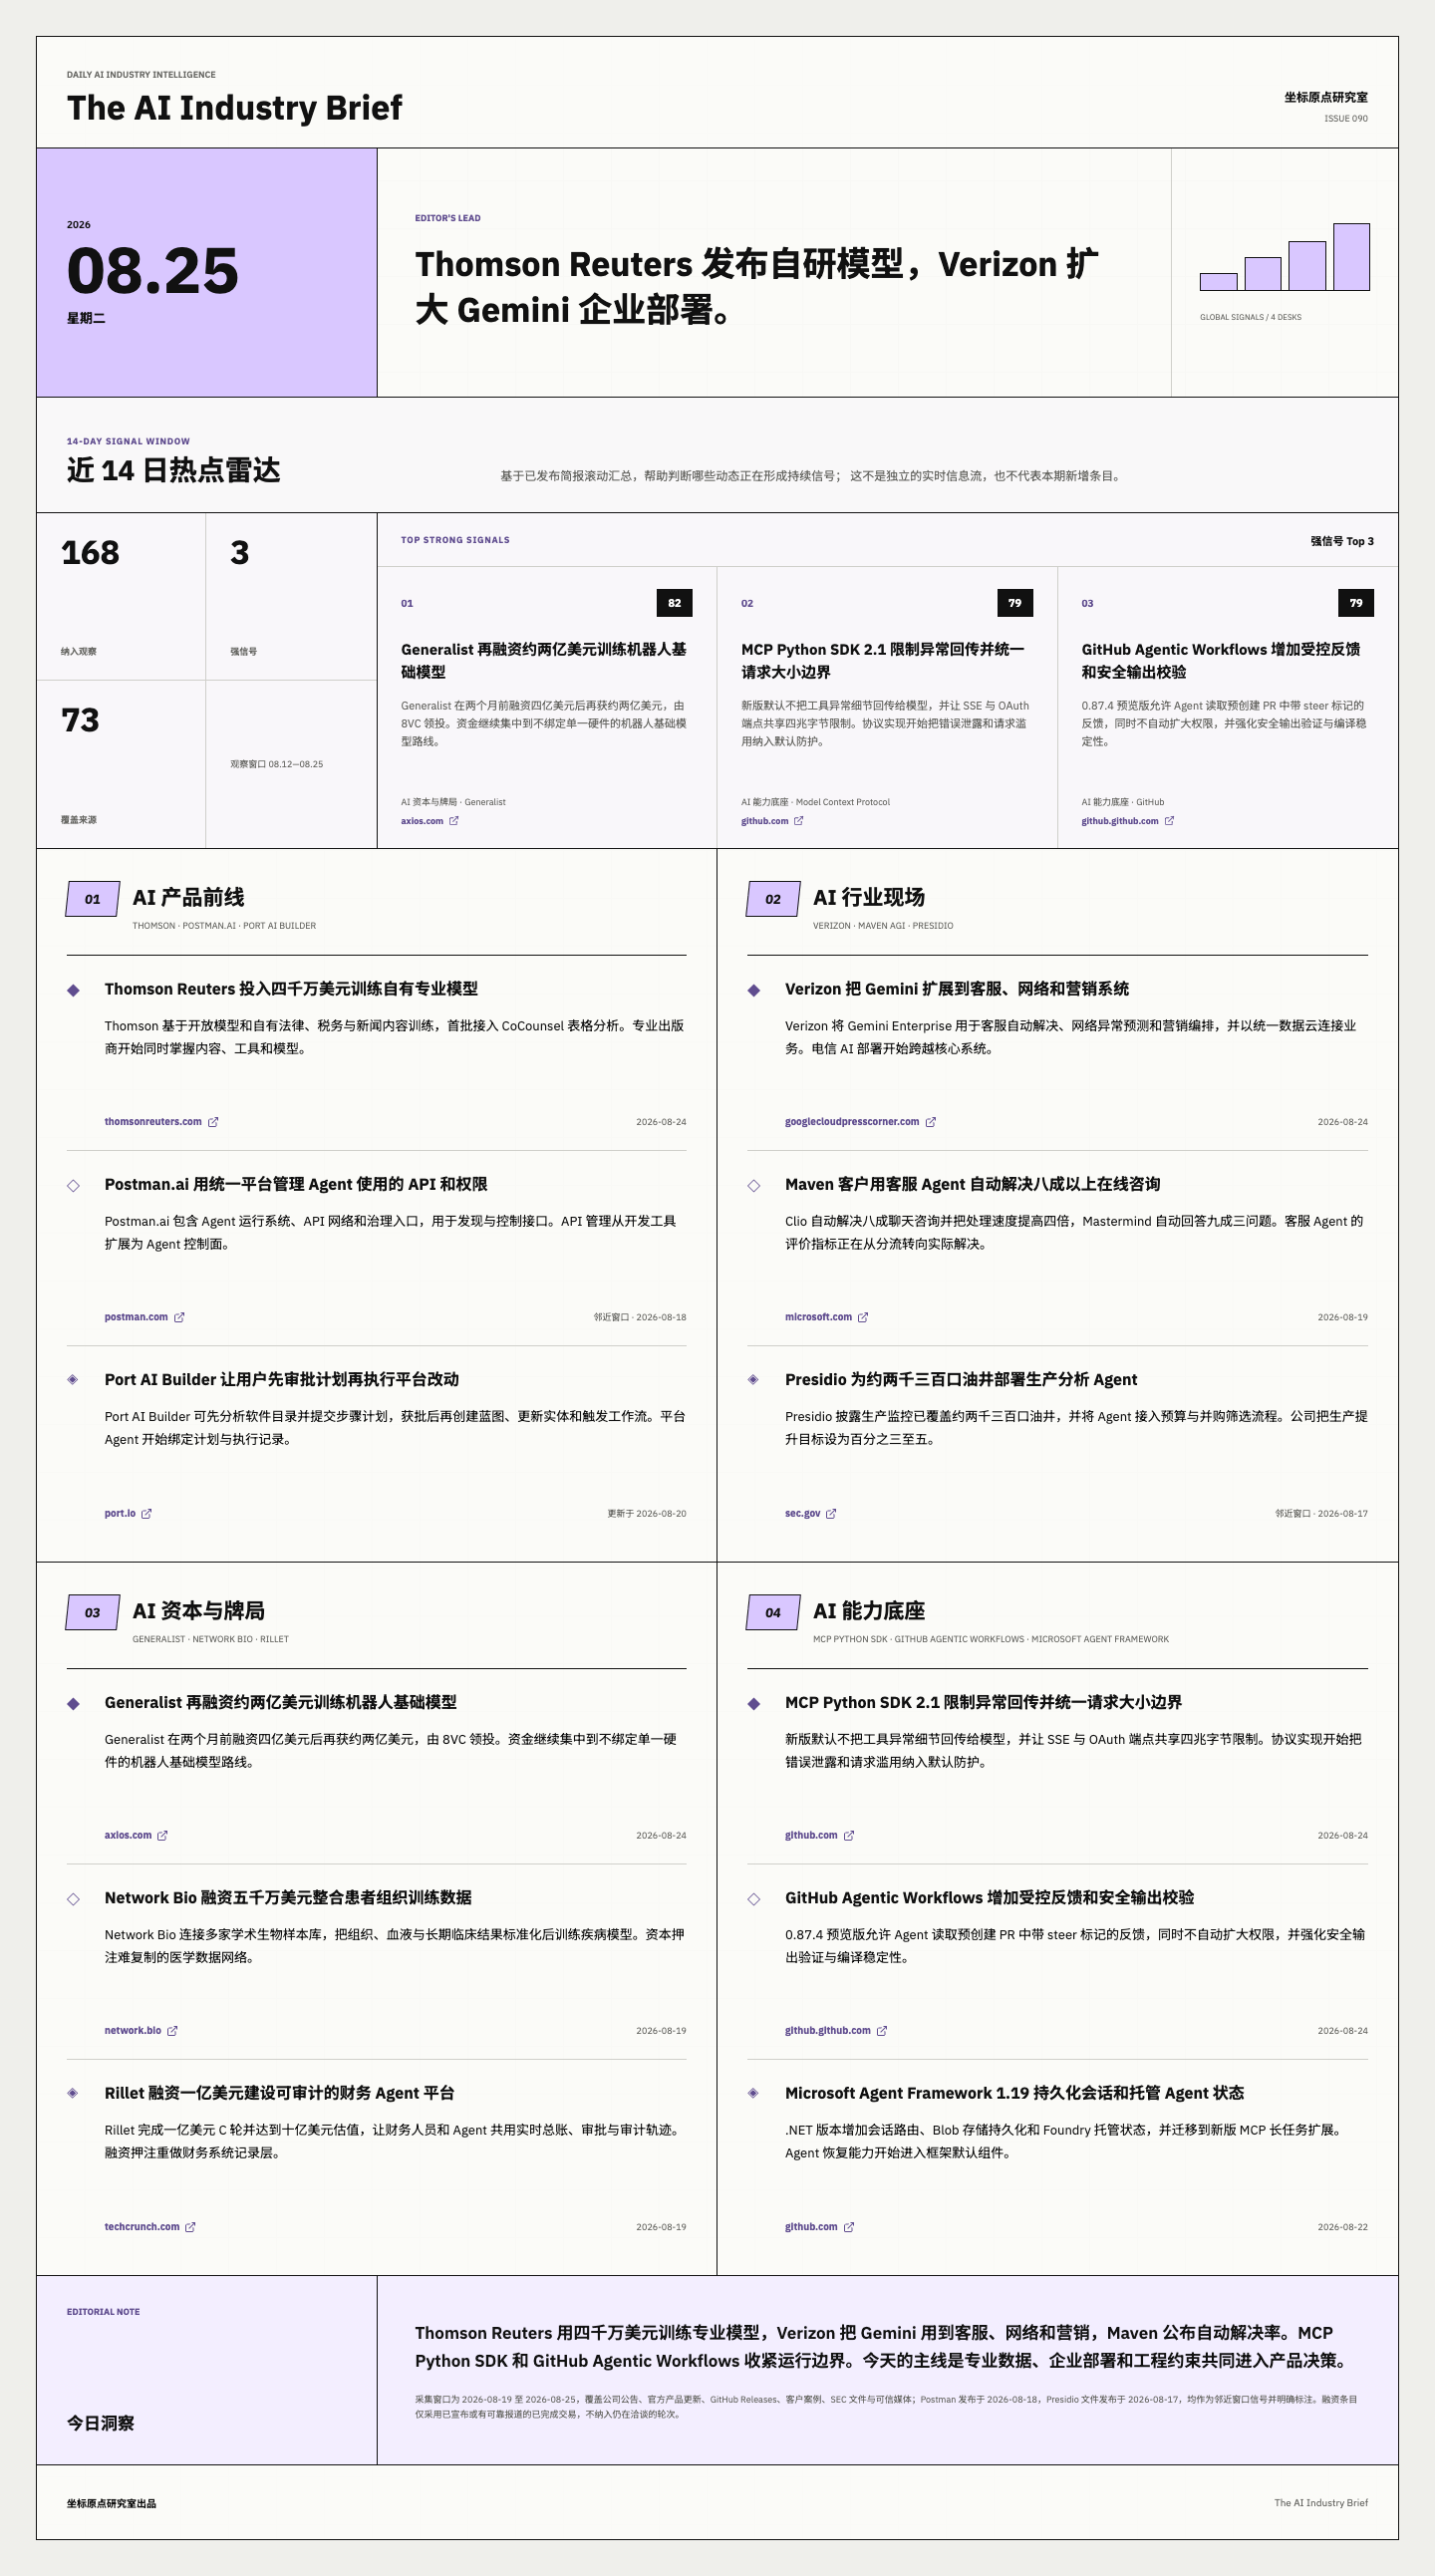 DAILY AI INDUSTRY INTELLIGENCE
The AI Industry Brief
坐标原点研究室
ISSUE 090
2026
08.25
星期二
EDITOR'S LEAD
Thomson Reuters 发布自研模型，Verizon 扩
大 Gemini 企业部署。
GLOBAL SIGNALS / 4 DESKS
14-DAY SIGNAL WINDOW
近 14 日热点雷达
基于已发布简报滚动汇总，帮助判断哪些动态正在形成持续信号； 这不是独立的实时信息流，也不代表本期新增条目。
168
纳入观察
3
强信号
73
覆盖来源
观察窗口 08.12—08.25
TOP STRONG SIGNALS
强信号 Top 3
01
82
Generalist 再融资约两亿美元训练机器人基
础模型
Generalist 在两个月前融资四亿美元后再获约两亿美元，由
8VC 领投。资金继续集中到不绑定单一硬件的机器人基础模
型路线。
AI 资本与牌局 · Generalist
axios.com
02
79
MCP Python SDK 2.1 限制异常回传并统一
请求大小边界
新版默认不把工具异常细节回传给模型，并让 SSE 与 OAuth
端点共享四兆字节限制。协议实现开始把错误泄露和请求滥
用纳入默认防护。
AI 能力底座 · Model Context Protocol
github.com
03
79
GitHub Agentic Workflows 增加受控反馈
和安全输出校验
0.87.4 预览版允许 Agent 读取预创建 PR 中带 steer 标记的
反馈，同时不自动扩大权限，并强化安全输出验证与编译稳
定性。
AI 能力底座 · GitHub
github.github.com
01
AI 产品前线
THOMSON · POSTMAN.AI · PORT AI BUILDER
Thomson Reuters 投入四千万美元训练自有专业模型
Thomson 基于开放模型和自有法律、税务与新闻内容训练，首批接入 CoCounsel 表格分析。专业出版
商开始同时掌握内容、工具和模型。
thomsonreuters.com
2026-08-24
Postman.ai 用统一平台管理 Agent 使用的 API 和权限
Postman.ai 包含 Agent 运行系统、API 网络和治理入口，用于发现与控制接口。API 管理从开发工具
扩展为 Agent 控制面。
postman.com
邻近窗口 · 2026-08-18
Port AI Builder 让用户先审批计划再执行平台改动
Port AI Builder 可先分析软件目录并提交步骤计划，获批后再创建蓝图、更新实体和触发工作流。平台
Agent 开始绑定计划与执行记录。
port.io
更新于 2026-08-20
02
AI 行业现场
VERIZON · MAVEN AGI · PRESIDIO
Verizon 把 Gemini 扩展到客服、网络和营销系统
Verizon 将 Gemini Enterprise 用于客服自动解决、网络异常预测和营销编排，并以统一数据云连接业
务。电信 AI 部署开始跨越核心系统。
googlecloudpresscorner.com
2026-08-24
Maven 客户用客服 Agent 自动解决八成以上在线咨询
Clio 自动解决八成聊天咨询并把处理速度提高四倍，Mastermind 自动回答九成三问题。客服 Agent 的
评价指标正在从分流转向实际解决。
microsoft.com
2026-08-19
Presidio 为约两千三百口油井部署生产分析 Agent
Presidio 披露生产监控已覆盖约两千三百口油井，并将 Agent 接入预算与并购筛选流程。公司把生产提
升目标设为百分之三至五。
sec.gov
邻近窗口 · 2026-08-17
03
AI 资本与牌局
GENERALIST · NETWORK BIO · RILLET
Generalist 再融资约两亿美元训练机器人基础模型
Generalist 在两个月前融资四亿美元后再获约两亿美元，由 8VC 领投。资金继续集中到不绑定单一硬
件的机器人基础模型路线。
axios.com
2026-08-24
Network Bio 融资五千万美元整合患者组织训练数据
Network Bio 连接多家学术生物样本库，把组织、血液与长期临床结果标准化后训练疾病模型。资本押
注难复制的医学数据网络。
network.bio
2026-08-19
Rillet 融资一亿美元建设可审计的财务 Agent 平台
Rillet 完成一亿美元 C 轮并达到十亿美元估值，让财务人员和 Agent 共用实时总账、审批与审计轨迹。
融资押注重做财务系统记录层。
techcrunch.com
2026-08-19
04
AI 能力底座
MCP PYTHON SDK · GITHUB AGENTIC WORKFLOWS · MICROSOFT AGENT FRAMEWORK
MCP Python SDK 2.1 限制异常回传并统一请求大小边界
新版默认不把工具异常细节回传给模型，并让 SSE 与 OAuth 端点共享四兆字节限制。协议实现开始把
错误泄露和请求滥用纳入默认防护。
github.com
2026-08-24
GitHub Agentic Workflows 增加受控反馈和安全输出校验
0.87.4 预览版允许 Agent 读取预创建 PR 中带 steer 标记的反馈，同时不自动扩大权限，并强化安全输
出验证与编译稳定性。
github.github.com
2026-08-24
Microsoft Agent Framework 1.19 持久化会话和托管 Agent 状态
.NET 版本增加会话路由、Blob 存储持久化和 Foundry 托管状态，并迁移到新版 MCP 长任务扩展。
Agent 恢复能力开始进入框架默认组件。
github.com
2026-08-22
EDITORIAL NOTE
今日洞察
Thomson Reuters 用四千万美元训练专业模型，Verizon 把 Gemini 用到客服、网络和营销，Maven 公布自动解决率。MCP
Python SDK 和 GitHub Agentic Workflows 收紧运行边界。今天的主线是专业数据、企业部署和工程约束共同进入产品决策。
采集窗口为 2026-08-19 至 2026-08-25，覆盖公司公告、官方产品更新、GitHub Releases、客户案例、SEC 文件与可信媒体；Postman 发布于 2026-08-18，Presidio 文件发布于 2026-08-17，均作为邻近窗口信号并明确标注。融资条目
仅采用已宣布或有可靠报道的已完成交易，不纳入仍在洽谈的轮次。
坐标原点研究室出品
The AI Industry Brief